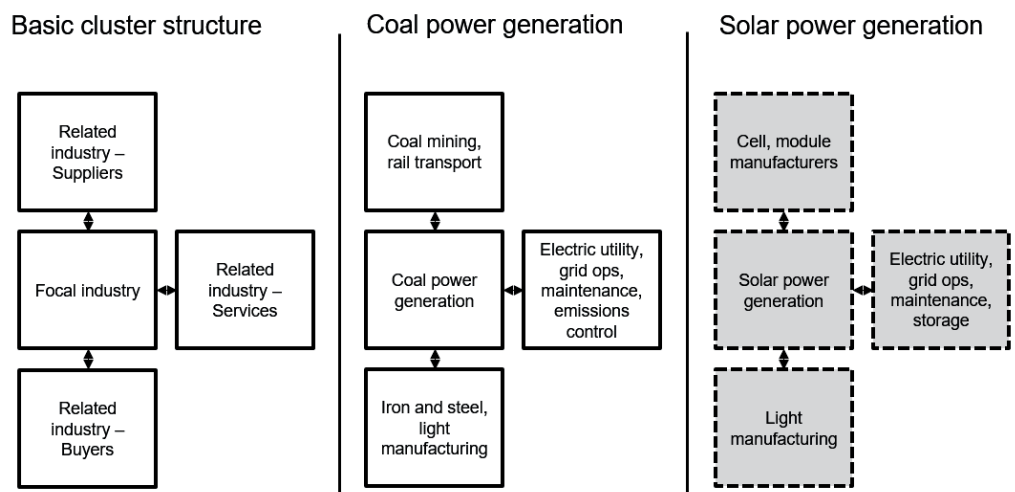 Basic cluster structure
Related
industry –
Suppliers
Focal industry
Related
industry –
Services
Related
industry –
Buyers
Coal power generation
Coal mining,
rail transport
Coal power
generation
Electric utility,
grid ops,
maintenance,
emissions
control
Iron and steel,
light
manufacturing
Solar power generation
Cell, module
manufacturers
Solar power
generation
Electric utility,
grid ops,
maintenance,
storage
Light
manufacturing